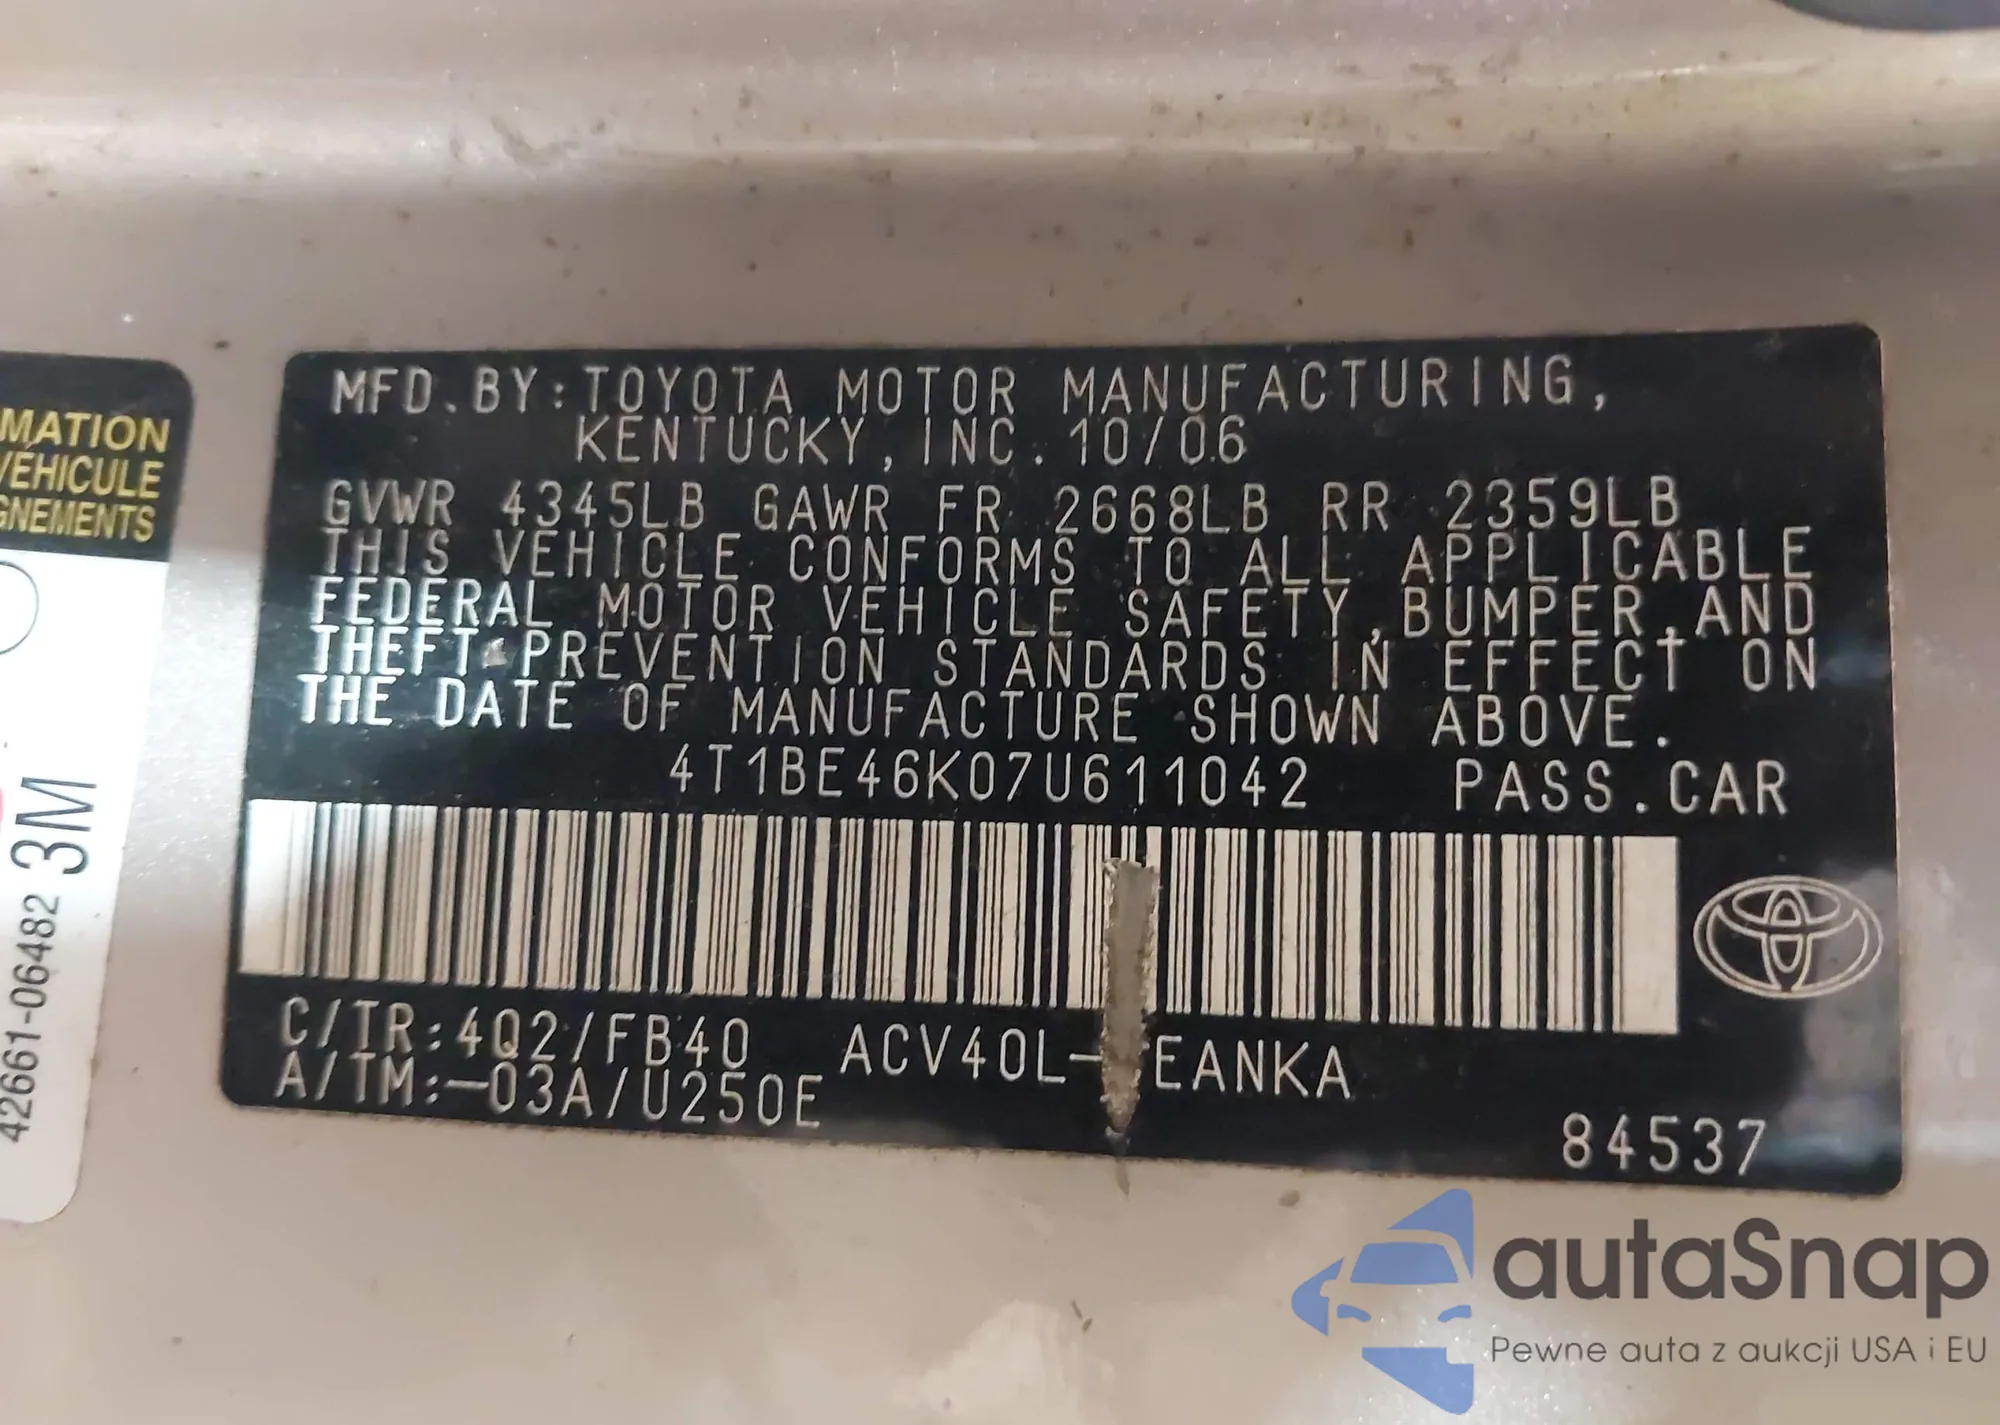 MFD.BY:TOYOTA MOTOR MANUFACTURING,
KENTUCKY,INC. 10/06
GVWR 4345LB GAWR FR 2668LB RR 2359LB
THIS VEHICLE CONFORMS TO ALL APPLICABLE
FEDERAL MOTOR VEHICLE SAFETY,BUMPER,AND
THEFT PREVENTION STANDARDS IN EFFECT ON
THE DATE OF MANUFACTURE SHOWN ABOVE.
4T1BE46K07U611042 PASS.CAR
C/TR:4Q2/FB40 ACV40L- EANKA
A/TM:-03A/U250E
84537
MATION
VÉHICULE
GNEMENTS
3M
42661-06482
autaSnap
Pewne auta z aukcji USA i EU